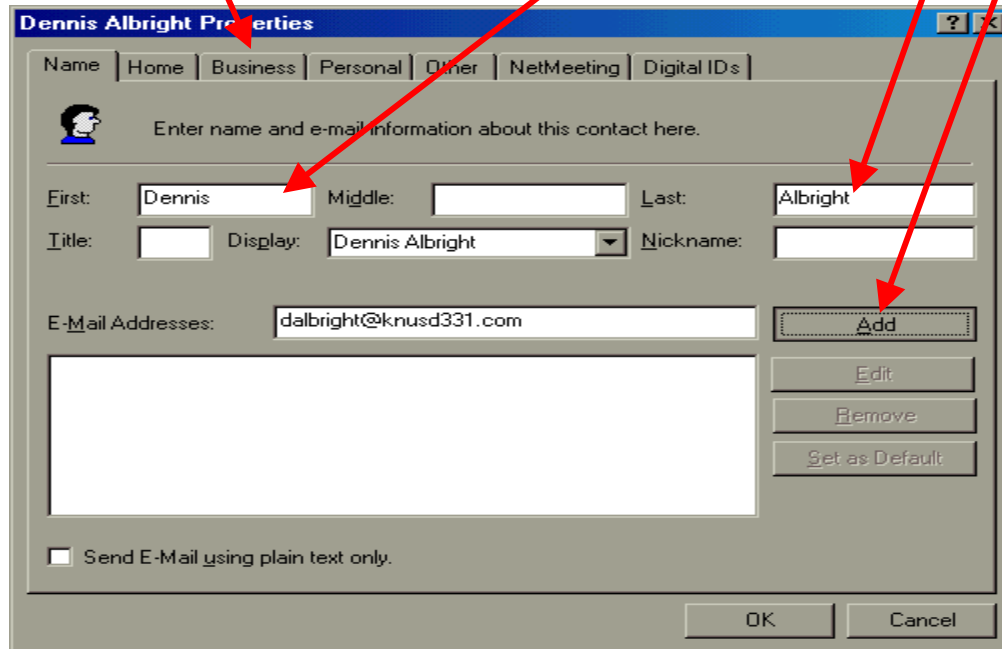 Dennis Albright Properties
Name Home Business Personal Other NetMeeting Digital IDs
Enter name and e-mail information about this contact here.
First: Dennis Middle: Last: Albright
Title: Display: Dennis Albright Nickname:
E-Mail Addresses: dalbright@knusd331.com Add
Edit
Remove
Set as Default
Send E-Mail using plain text only.
OK Cancel